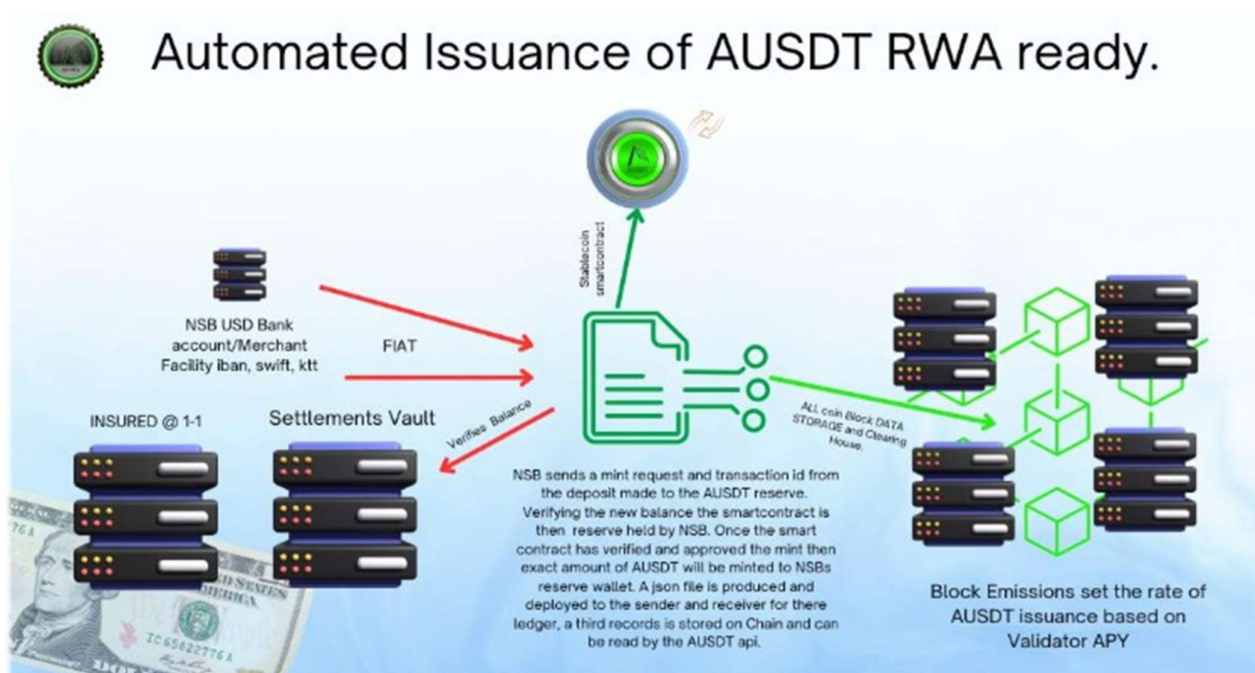 Automated Issuance of AUSDT RWA ready.
Stablecoin
smartcontract
NSB USD Bank
account/Merchant
Facility iban, swift, ktt
FIAT
INSURED @ 1-1
Settlements Vault
Verifies Balance
ALL coin Block DATA
STORAGE and Clearing
House.
NSB sends a mint request and transaction id from
the deposit made to the AUSDT reserve.
Verifying the new balance the smartcontract is
then reserve held by NSB. Once the smart
contract has verified and approved the mint then
exact amount of AUSDT will be minted to NSBs
reserve wallet. A json file is produced and
deployed to the sender and receiver for there
ledger, a third records is stored on Chain and can
be read by the AUSDT api.
Block Emissions set the rate of
AUSDT issuance based on
Validator APY
76A
STATES
AMERICA
IC65822776A